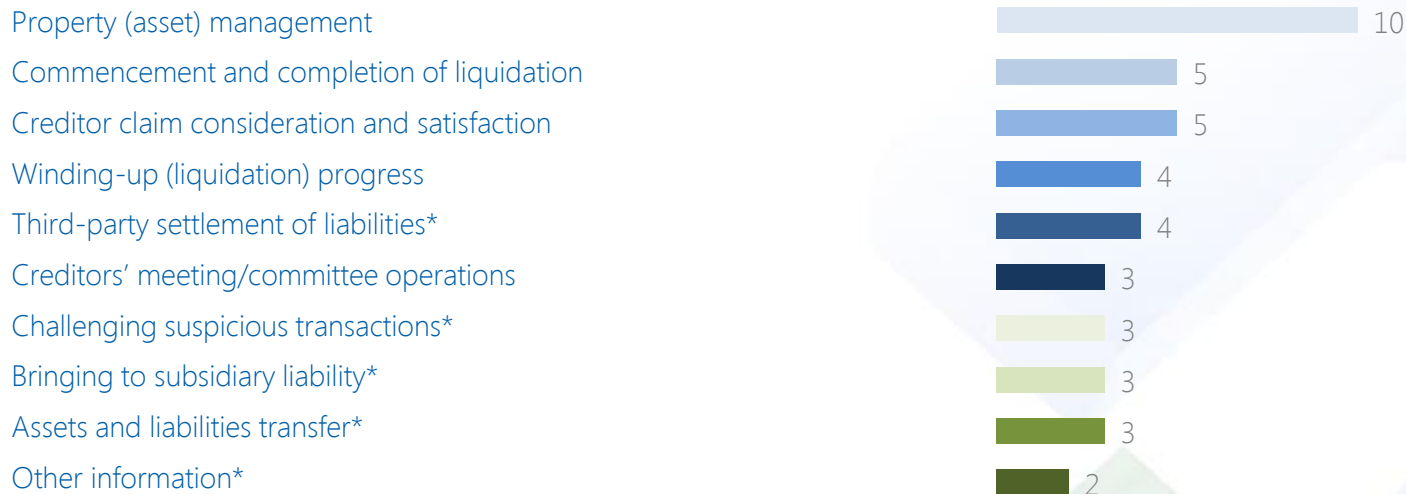 Property (asset) management 10
Commencement and completion of liquidation 5
Creditor claim consideration and satisfaction 5
Winding-up (liquidation) progress 4
Third-party settlement of liabilities* 4
Creditors’ meeting/committee operations 3
Challenging suspicious transactions* 3
Bringing to subsidiary liability* 3
Assets and liabilities transfer* 3
Other information* 2